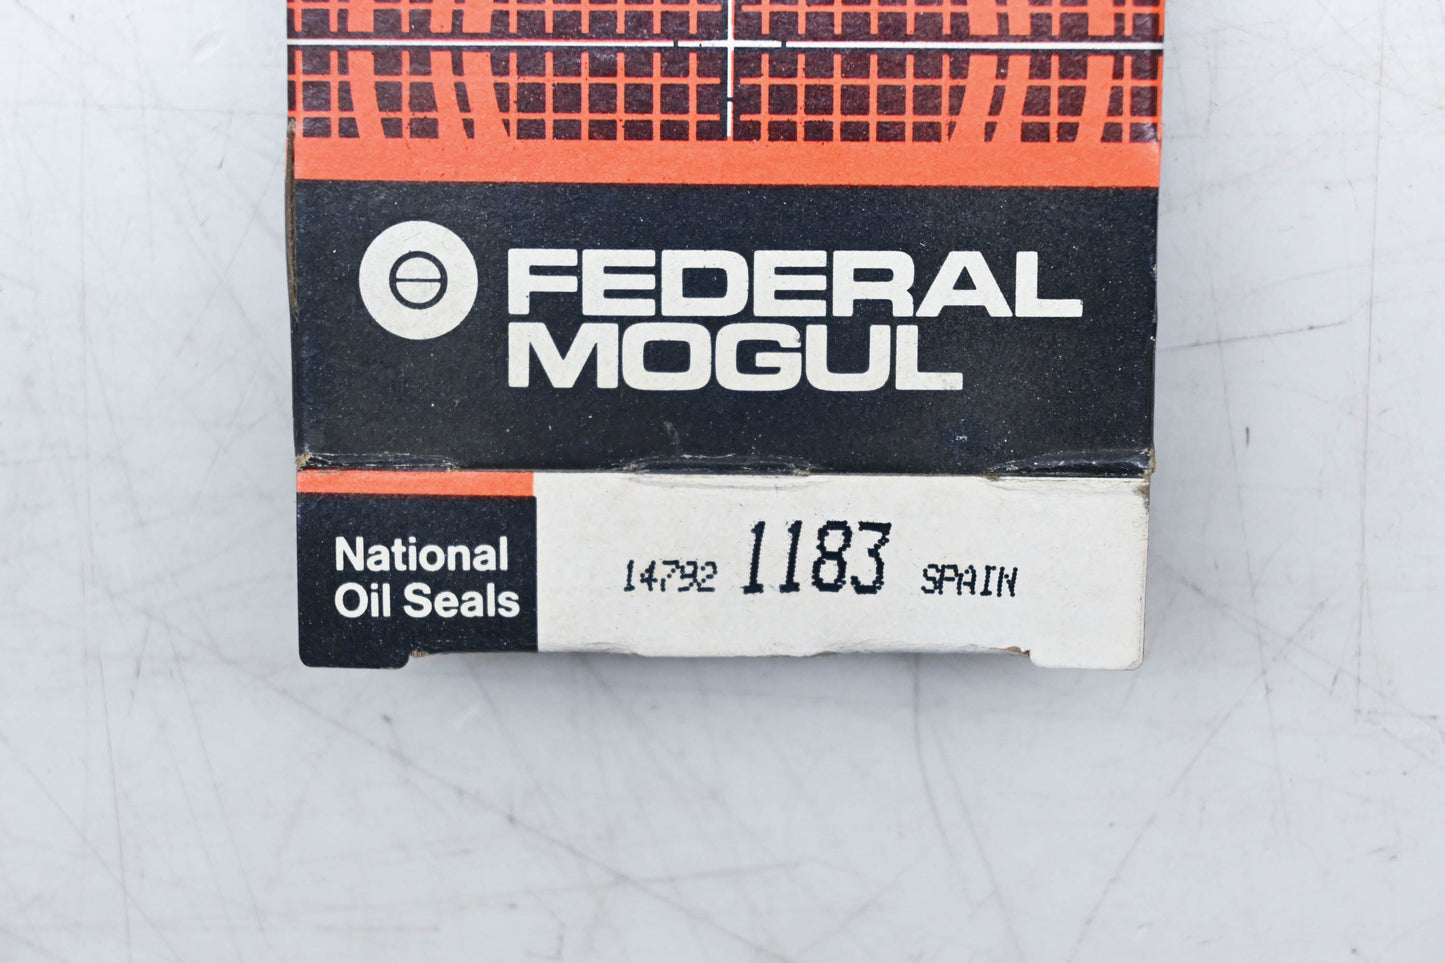 FEDERAL
MOGUL
National
Oil Seals
14792 1183 SPAIN